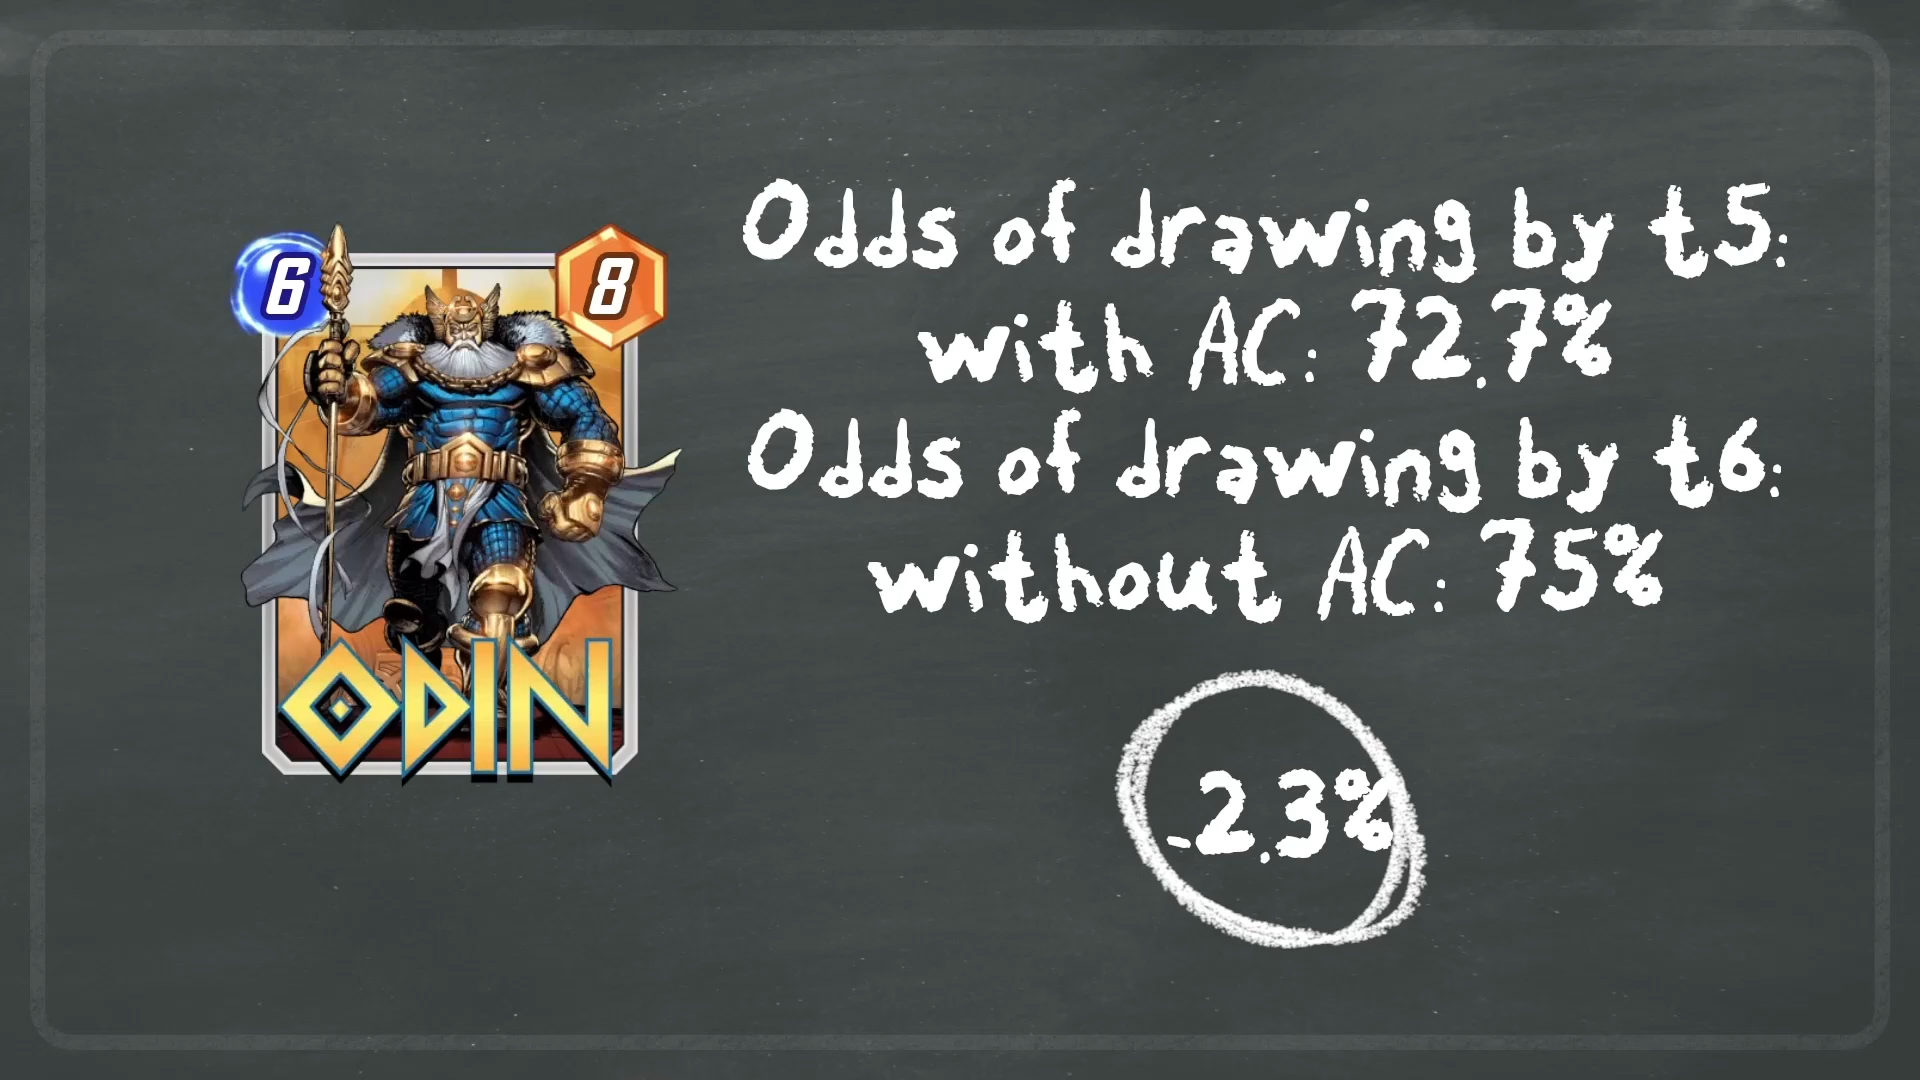 6
8
ODIN
Odds of drawing by t5:
with AC: 72.7%
Odds of drawing by t6:
without AC: 75%
-2.3%